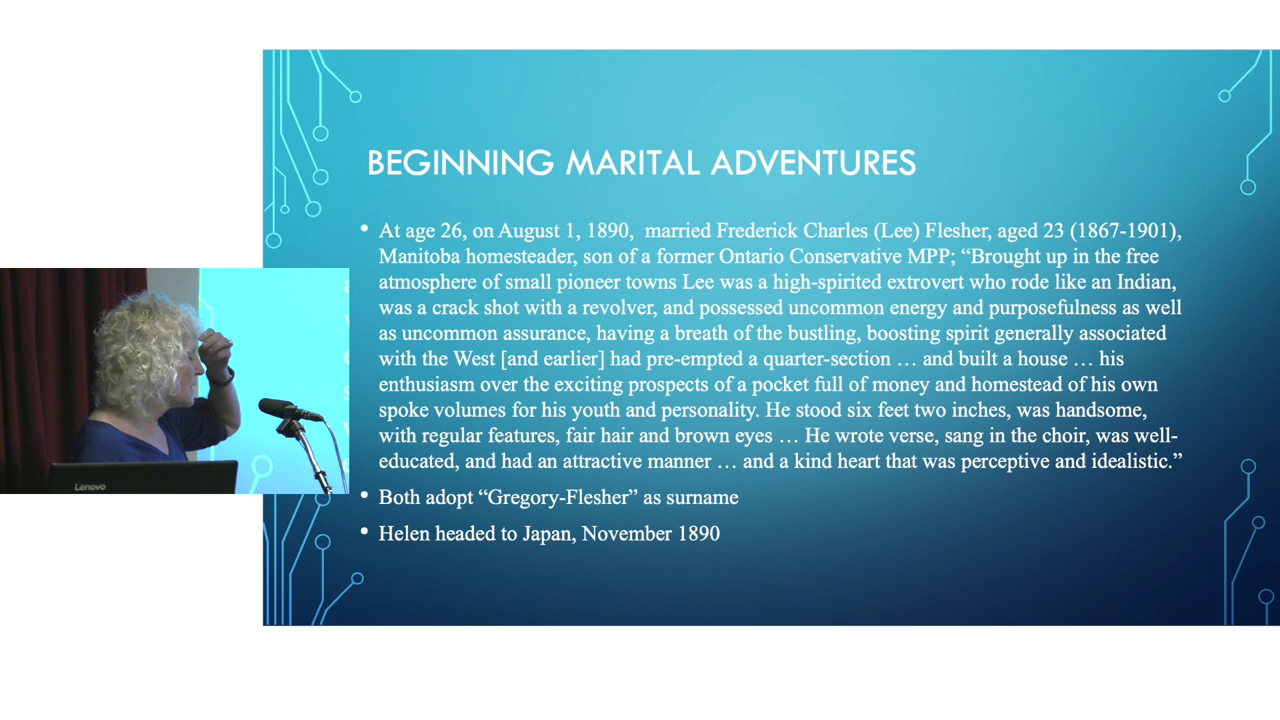 BEGINNING MARITAL ADVENTURES
• At age 26, on August 1, 1890, married Frederick Charles (Lee) Flesher, aged 23 (1867-1901),
Manitoba homesteader, son of a former Ontario Conservative MPP; “Brought up in the free
atmosphere of small pioneer towns Lee was a high-spirited extrovert who rode like an Indian,
was a crack shot with a revolver, and possessed uncommon energy and purposefulness as well
as uncommon assurance, having a breath of the bustling, boosting spirit generally associated
with the West [and earlier] had pre-empted a quarter-section … and built a house … his
enthusiasm over the exciting prospects of a pocket full of money and homestead of his own
spoke volumes for his youth and personality. He stood six feet two inches, was handsome,
with regular features, fair hair and brown eyes … He wrote verse, sang in the choir, was well-
educated, and had an attractive manner … and a kind heart that was perceptive and idealistic.”
• Both adopt “Gregory-Flesher” as surname
• Helen headed to Japan, November 1890
Lenovo